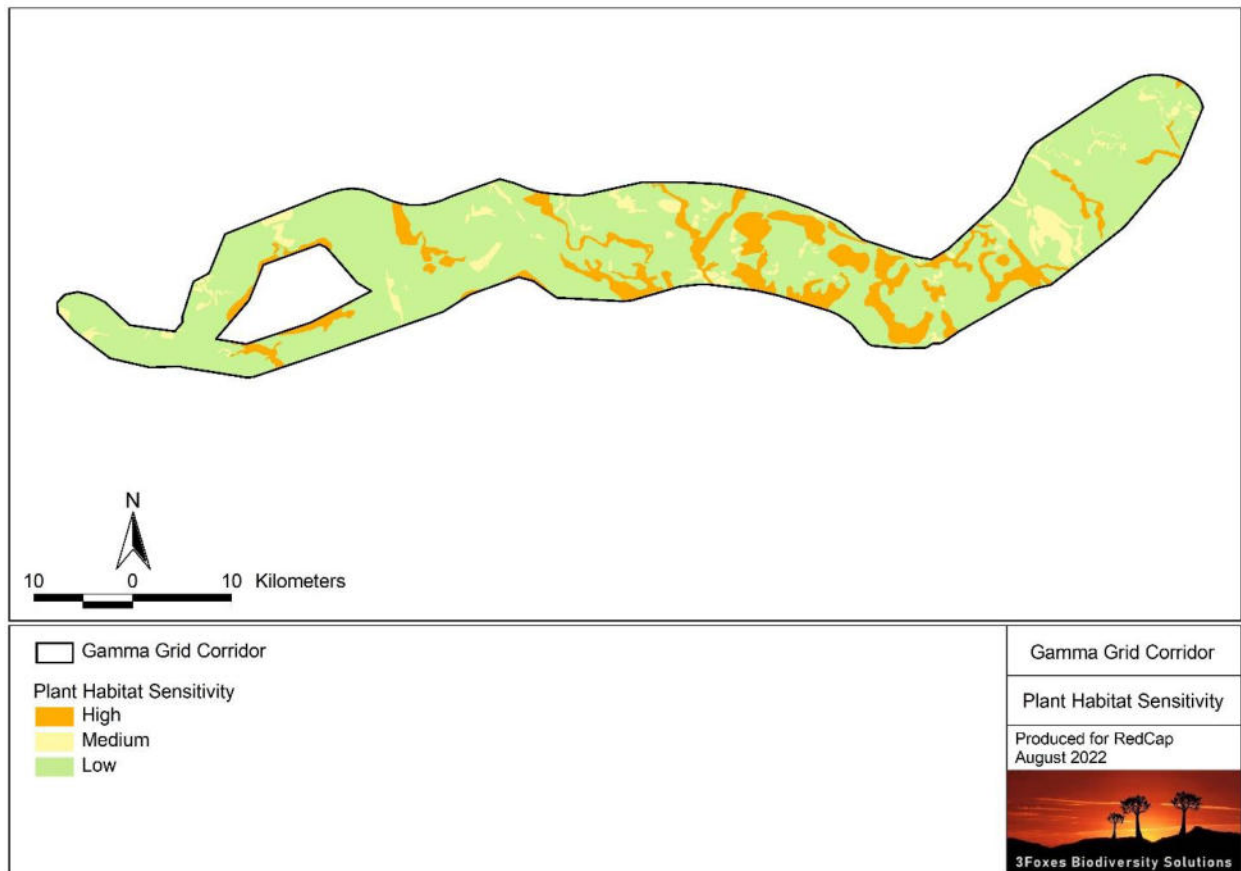 N
10 0 10 Kilometers
Gamma Grid Corridor
Plant Habitat Sensitivity
High
Medium
Low
Gamma Grid Corridor
Plant Habitat Sensitivity
Produced for RedCap
August 2022
3Foxes Biodiversity Solutions